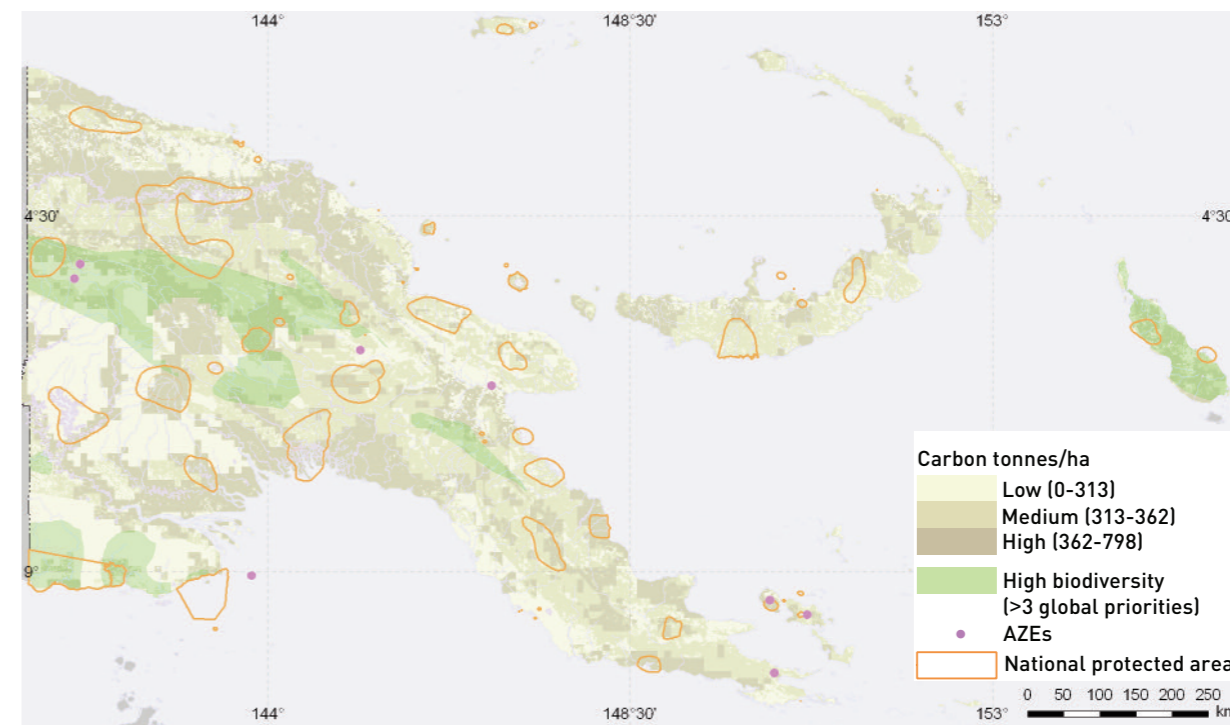 144° 148°30' 153°
4°30' 4°30
Carbon tonnes/ha
Low (0-313)
Medium (313-362)
High (362-798)
9°
High biodiversity
(>3 global priorities)
AZEs
National protected area
0 50 100 150 200 250
km
144° 148°30' 153°